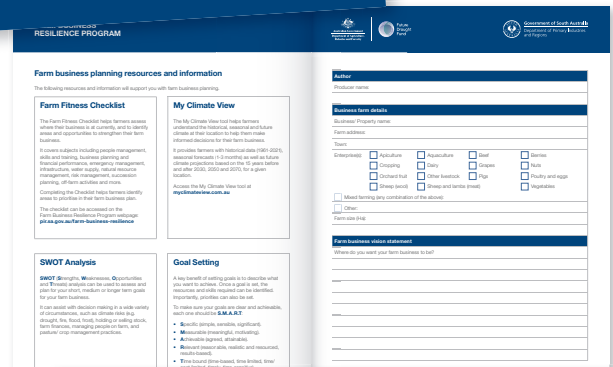 FARM BUSINESS
RESILIENCE PROGRAM
Farm business planning resources and information
The following resources and information will support you with farm business planning.
Farm Fitness Checklist
The Farm Fitness Checklist helps farmers assess
where their business is at currently, and to identify
areas and opportunities to strengthen their farm
business.
It covers subjects including people management,
skills and training, business planning and
financial performance, emergency management,
infrastructure, water supply, natural resource
management, risk management, succession
planning, off-farm activities and more.
Completing the Checklist helps farmers identify
areas to prioritise in their farm business plan.
The checklist can be accessed on the
Farm Business Resilience Program webpage:
pir.sa.gov.au/farm-business-resilience
My Climate View
The My Climate View tool helps farmers
understand the historical, seasonal and future
climate at their location to help them make
informed decisions for their farm business.
It provides farmers with historical data (1961-2021),
seasonal forecasts (1-3 months) as well as future
climate projections based on the 15 years before
and after 2030, 2050 and 2070, for a given
location.
Access the My Climate View tool at
myclimateview.com.au
SWOT Analysis
SWOT (Strengths, Weaknesses, Opportunities
and Threats) analysis can be used to assess and
plan for your short, medium or longer term goals
for your farm business.
It can assist with decision making in a wide variety
of circumstances, such as climate risks (e.g.
drought, fire, flood, frost), holding or selling stock,
farm finances, managing people on farm, and
pasture/ crop management practices.
Goal Setting
A key benefit of setting goals is to describe what
you want to achieve. Once a goal is set, the
resources and skills required can be identified.
Importantly, priorities can also be set.
To make sure your goals are clear and achievable,
each one should be S.M.A.R.T.
• Specific (simple, sensible, significant).
• Measurable (meaningful, motivating).
• Achievable (agreed, attainable).
• Relevant (reasonable, realistic and resourced,
results-based).
• Time bound (time-based, time limited, time/
Future
Drought
Fund
Government of South Australia
Department of Primary Industries
and Regions
Author
Producer name:
Business farm details
Business/ Property name:
Farm address:
Town:
Enterprise(s): Apiculture Aquaculture Beef Berries
Cropping Dairy Grapes Nuts
Orchard fruit Other livestock Pigs Poultry and eggs
Sheep (wool) Sheep and lambs (meat) Vegetables
Mixed farming (any combination of the above):
Other:
Farm size (Ha):
Farm business vision statement
Where do you want your farm business to be?